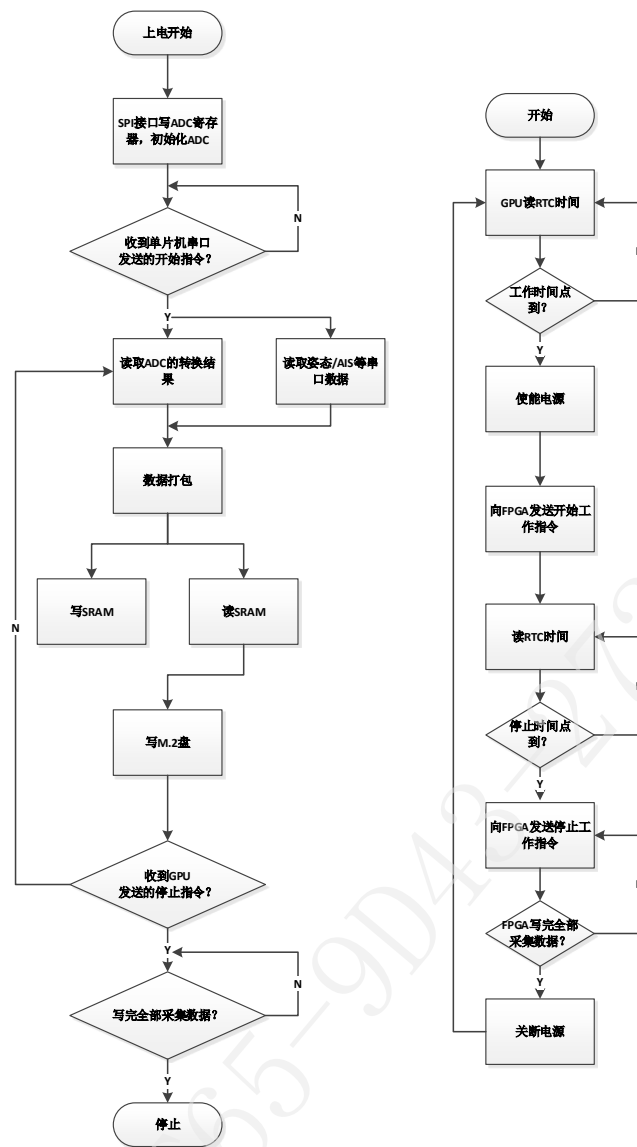 上电开始
SPI接口写ADC寄存
器，初始化ADC
N
收到单片机串口
发送的开始指令？
Y
Y
读取ADC的转换结
果
读取姿态/AIS等串
口数据
数据打包
写SRAM
读SRAM
N
写M.2盘
收到GPU
发送的停止指令？
Y
N
写完全部采集数据？
Y
停止
开始
GPU读RTC时间
工作时间点
到？
Y
使能电源
向FPGA发送开始工
作指令
读RTC时间
停止时间点
到？
Y
向FPGA发送停止工
作指令
FPGA写完全部
采集数据？
Y
关断电源